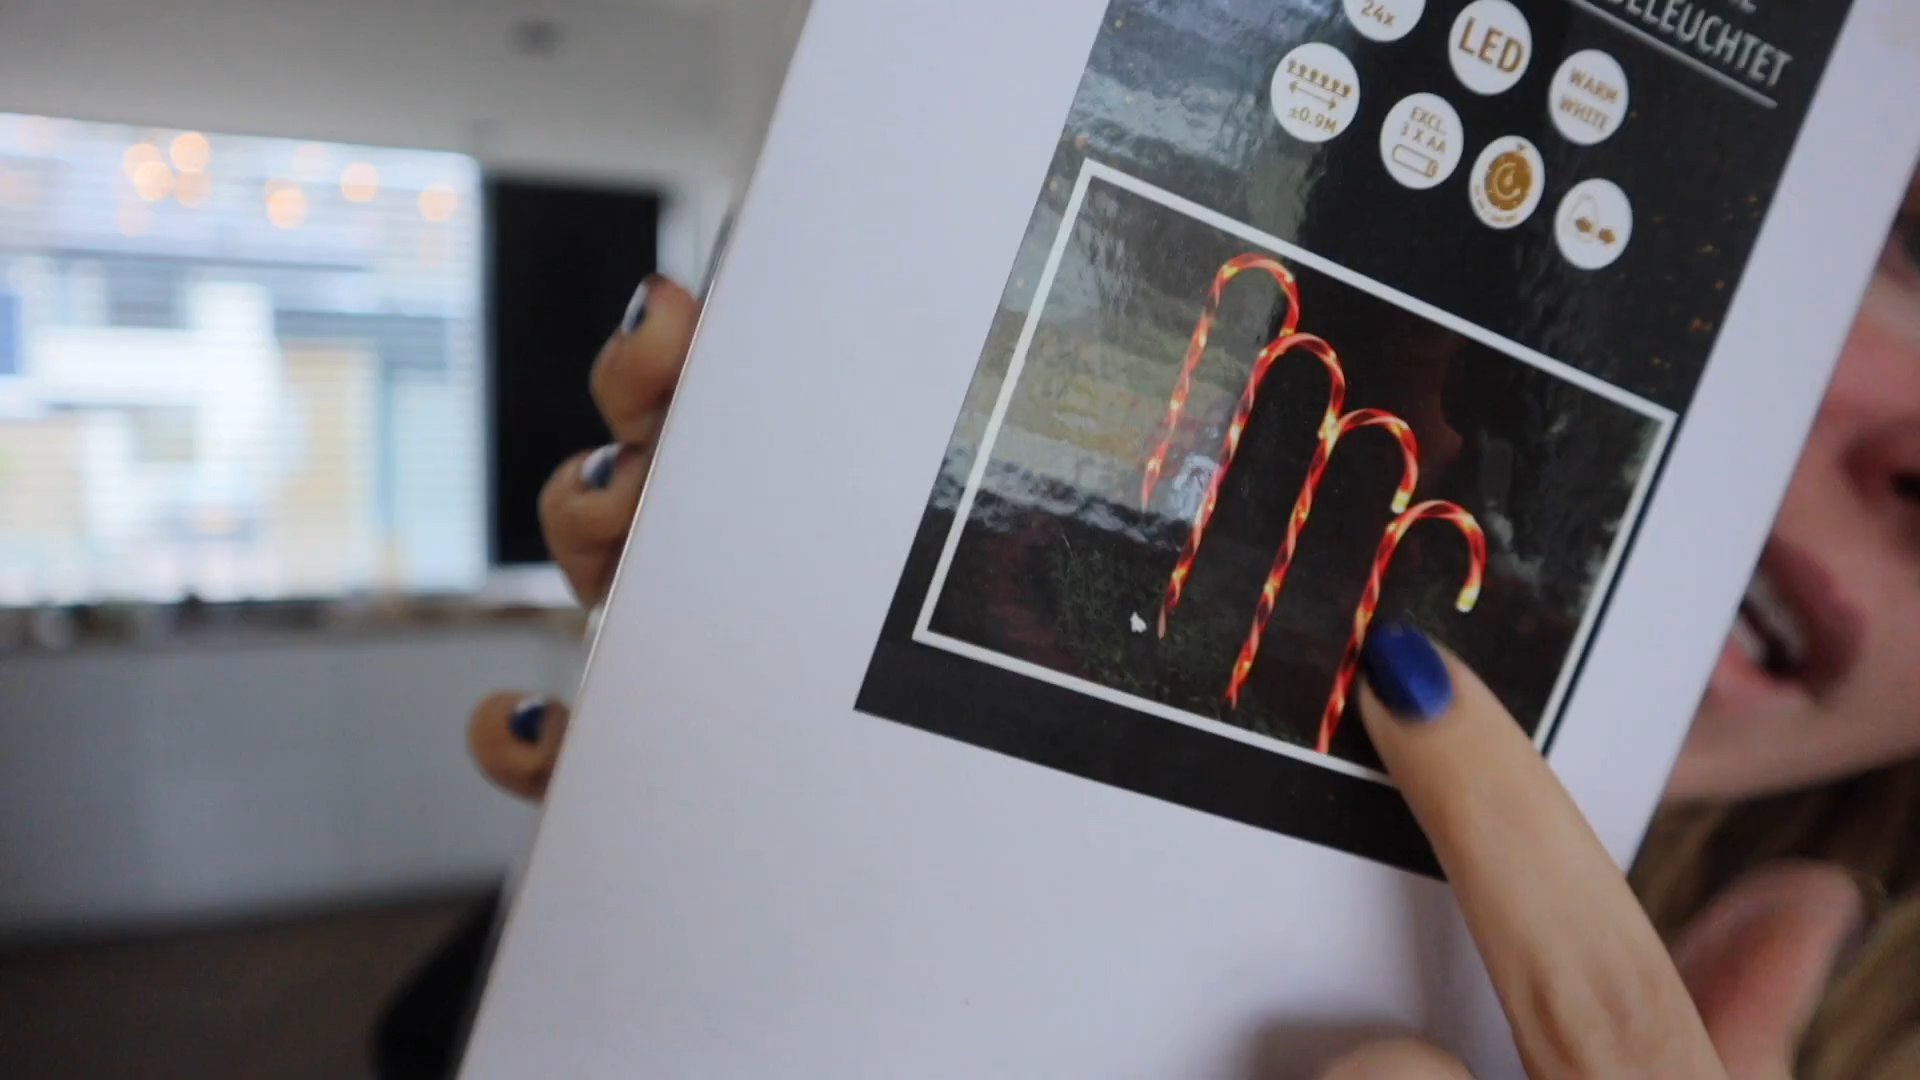 BELEUCHTET
24x
LED
WARM
WHITE
±0.9M
EXCL.
3 X AA